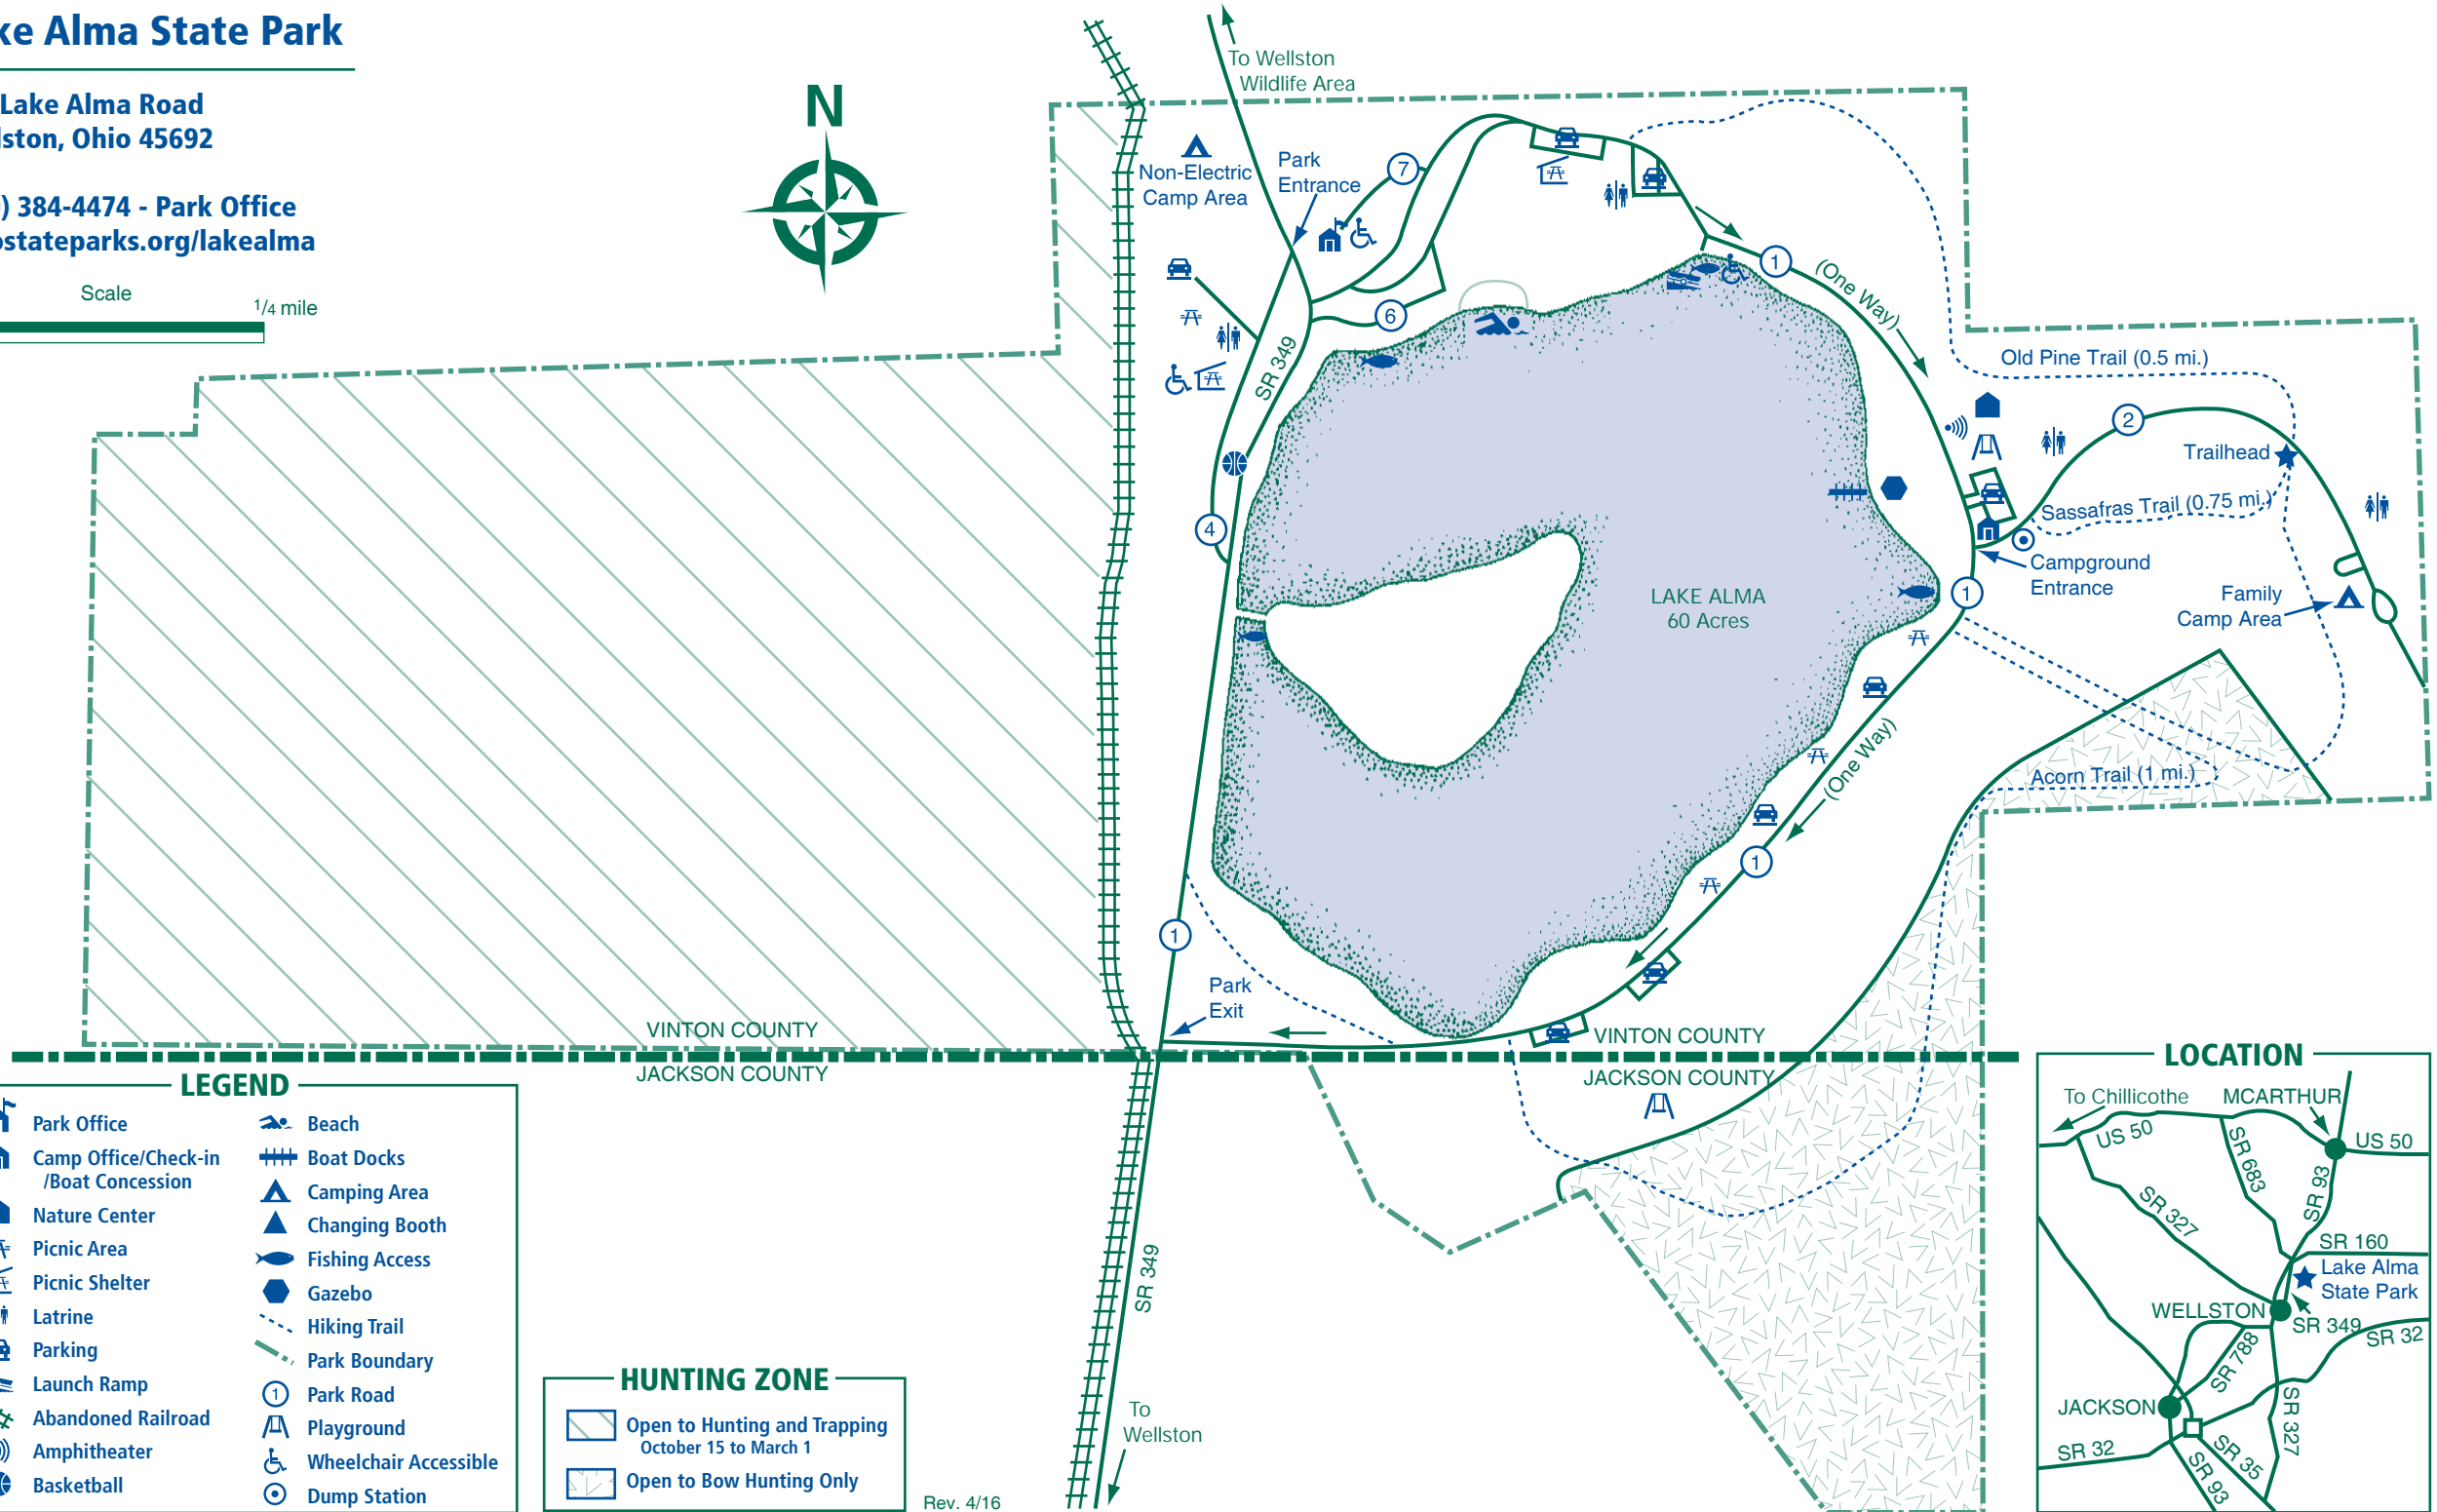 ke Alma State Park
Lake Alma Road
lston, Ohio 45692
) 384-4474 - Park Office
ostateparks.org/lakealma
Scale
1/4 mile
N
To Wellston
Wildlife Area
Non-Electric
Camp Area
Park
Entrance
7
6
SR 349
4
1
(One Way)
Old Pine Trail (0.5 mi.)
2
Trailhead
Sassafras Trail (0.75 mi.)
Campground
Entrance
1
Family
Camp Area
LAKE ALMA
60 Acres
(One Way)
Acorn Trail (1 mi.)
1
1
Park
Exit
VINTON COUNTY
JACKSON COUNTY
VINTON COUNTY
JACKSON COUNTY
SR 349
To
Wellston
LEGEND
Park Office
Camp Office/Check-in
/Boat Concession
Nature Center
Picnic Area
Picnic Shelter
Latrine
Parking
Launch Ramp
Abandoned Railroad
Amphitheater
Basketball
Beach
Boat Docks
Camping Area
Changing Booth
Fishing Access
Gazebo
Hiking Trail
Park Boundary
1
Park Road
Playground
Wheelchair Accessible
Dump Station
HUNTING ZONE
Open to Hunting and Trapping
October 15 to March 1
Open to Bow Hunting Only
Rev. 4/16
LOCATION
To Chillicothe
MCARTHUR
US 50
US 50
SR 683
SR 93
SR 327
SR 160
Lake Alma
State Park
WELLSTON
SR 349
SR 32
SR 788
JACKSON
SR 327
SR 32
SR 35
SR 93